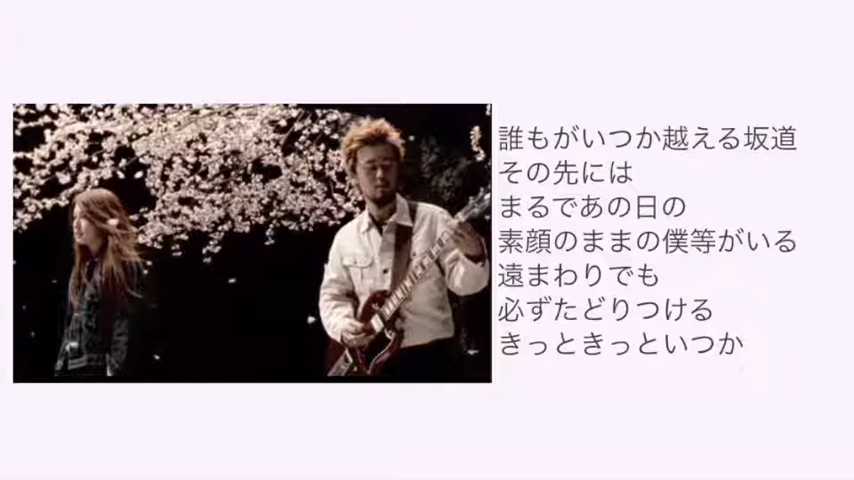 誰もがいつか越える坂道
その先には
まるであの日の
素顔のままの僕等がいる
遠まわりでも
必ずたどりつける
きっときっといつか